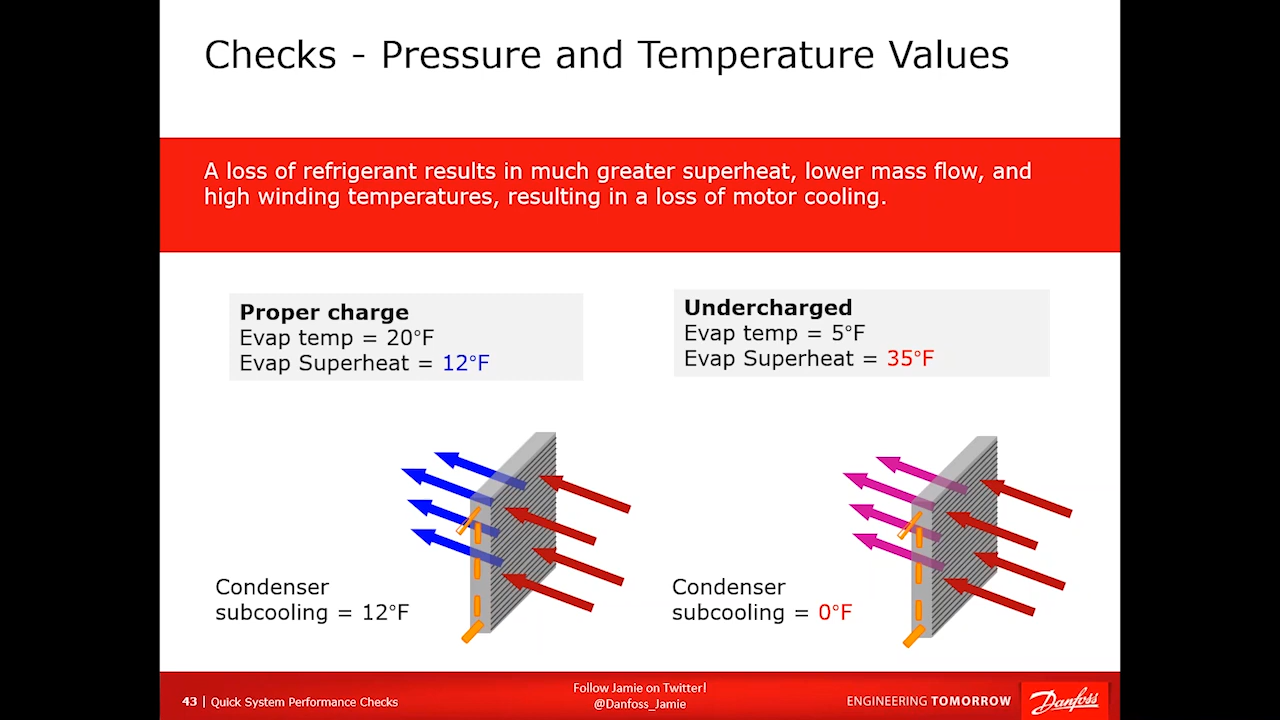 Checks - Pressure and Temperature Values
A loss of refrigerant results in much greater superheat, lower mass flow, and
high winding temperatures, resulting in a loss of motor cooling.
Proper charge
Evap temp = 20°F
Evap Superheat = 12°F
Undercharged
Evap temp = 5°F
Evap Superheat = 35°F
Condenser
subcooling = 12°F
Condenser
subcooling = 0°F
43 | Quick System Performance Checks
Follow Jamie on Twitter!
@Danfoss_Jamie
ENGINEERING TOMORROW
Danfoss